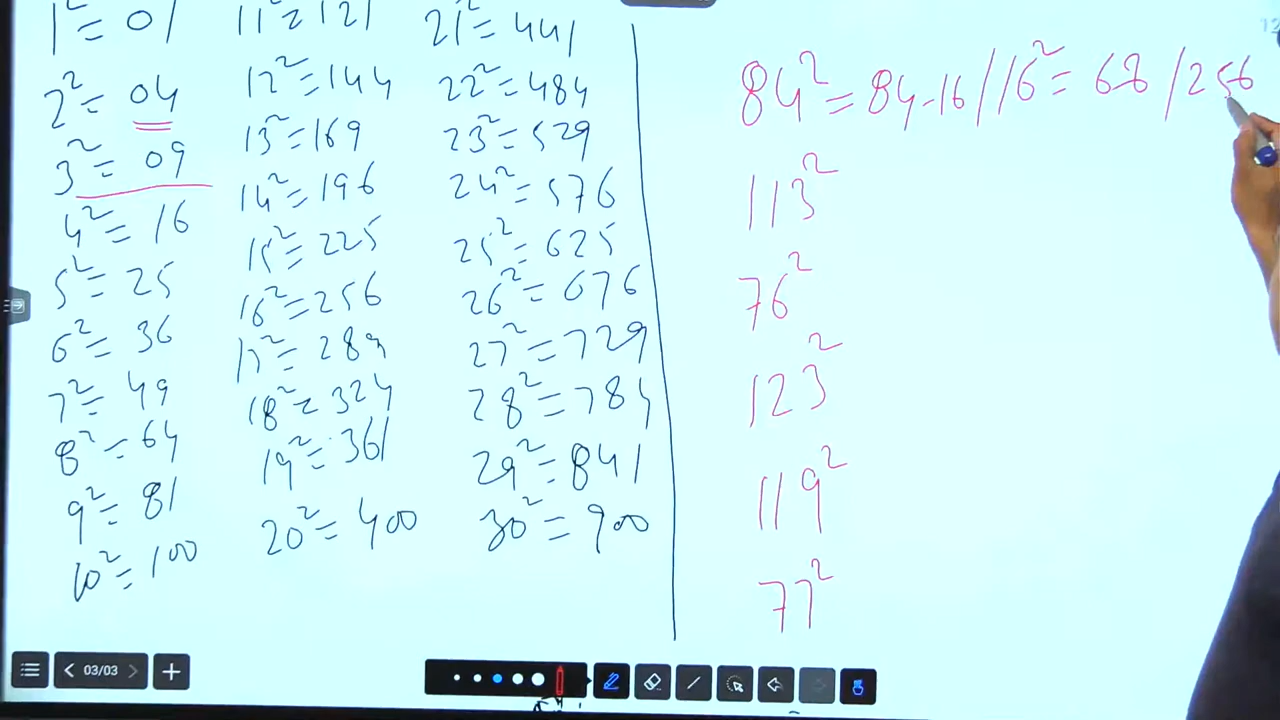 1² = 01
2² = 04
3² = 09
4² = 16
5² = 25
6² = 36
7² = 49
8² = 64
9² = 81
10² = 100
11² = 121
12² = 144
13² = 169
14² = 196
15² = 225
16² = 256
17² = 289
18² = 324
19² = 361
20² = 400
21² = 441
22² = 484
23² = 529
24² = 576
25² = 625
26² = 676
27² = 729
28² = 784
29² = 841
30² = 900
84² = 84-16//16² = 68/256
113²
76²
123²
119²
77²
03/03